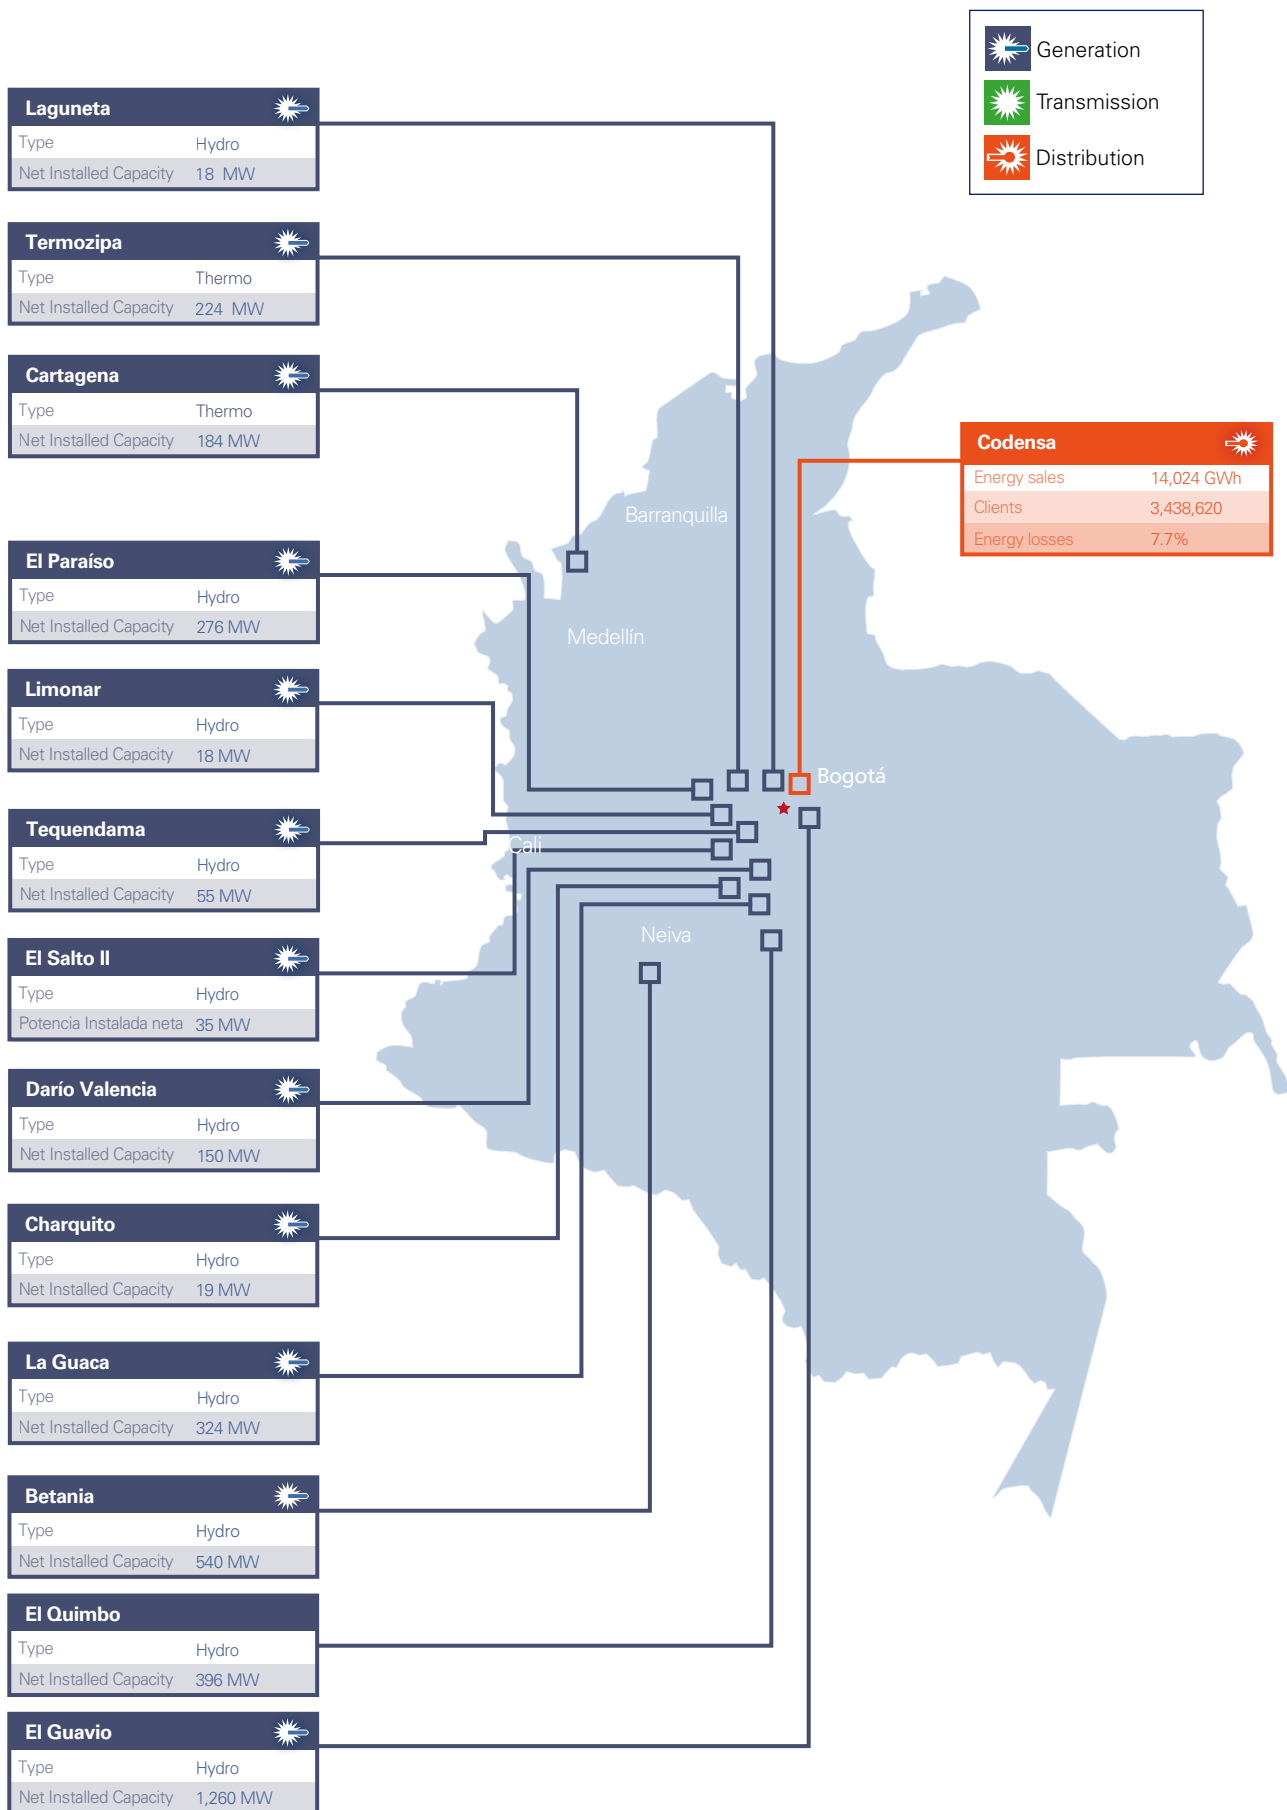 Generation
Transmission
Distribution
Laguneta
Type Hydro
Net Installed Capacity 18 MW
Termozipa
Type Thermo
Net Installed Capacity 224 MW
Cartagena
Type Thermo
Net Installed Capacity 184 MW
Codensa
Energy sales 14,024 GWh
Clients 3,438,620
Energy losses 7.7%
Barranquilla
El Paraíso
Type Hydro
Net Installed Capacity 276 MW
Medellín
Limonar
Type Hydro
Net Installed Capacity 18 MW
Bogotá
Tequendama
Type Hydro
Net Installed Capacity 55 MW
Cali
Neiva
El Salto II
Type Hydro
Potencia Instalada neta 35 MW
Darío Valencia
Type Hydro
Net Installed Capacity 150 MW
Charquito
Type Hydro
Net Installed Capacity 19 MW
La Guaca
Type Hydro
Net Installed Capacity 324 MW
Betania
Type Hydro
Net Installed Capacity 540 MW
El Quimbo
Type Hydro
Net Installed Capacity 396 MW
El Guavio
Type Hydro
Net Installed Capacity 1,260 MW